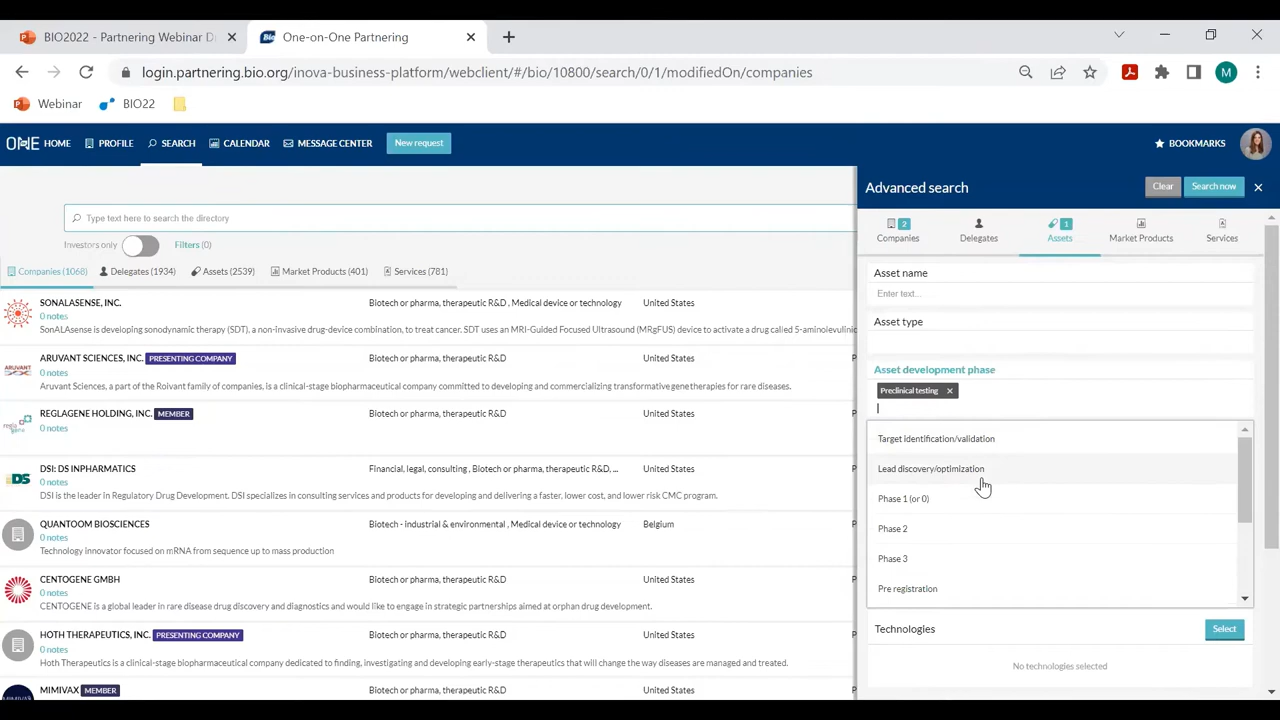 BIO2022 - Partnering Webinar D
One-on-One Partnering
login.partnering.bio.org/inova-business-platform/webclient/#/bio/10800/search/0/1/modifiedOn/companies
M
Webinar
BIO22
ONE HOME PROFILE SEARCH CALENDAR MESSAGE CENTER New request BOOKMARKS
Type text here to search the directory
Investors only Filters (0)
Companies (1068) Delegates (1934) Assets (2539) Market Products (401) Services (781)
SONALASENSE, INC. Biotech or pharma, therapeutic R&D , Medical device or technology United States
0 notes
SonALAsense is developing sonodynamic therapy (SDT), a non-invasive drug-device combination, to treat cancer. SDT uses an MRI-Guided Focused Ultrasound (MRgFUS) device to activate a drug called 5-aminolevulini
ARUVANT SCIENCES, INC. PRESENTING COMPANY Biotech or pharma, therapeutic R&D United States
0 notes
Aruvant Sciences, a part of the Roivant family of companies, is a clinical-stage biopharmaceutical company committed to developing and commercializing transformative gene therapies for rare diseases.
REGLAGENE HOLDING, INC. MEMBER Biotech or pharma, therapeutic R&D United States
0 notes
DSI: DS INPHARMATICS Financial, legal, consulting , Biotech or pharma, therapeutic R&D, ... United States
0 notes
DSI is the leader in Regulatory Drug Development. DSI specializes in consulting services and products for developing and delivering a faster, lower cost, and lower risk CMC program.
QUANTOOM BIOSCIENCES Biotech - industrial & environmental , Medical device or technology Belgium
0 notes
Technology innovator focused on mRNA from sequence up to mass production
CENTOGENE GMBH Biotech or pharma, therapeutic R&D United States
0 notes
CENTOGENE is a global leader in rare disease drug discovery and diagnostics and would like to engage in strategic partnerships aimed at orphan drug development.
HOTH THERAPEUTICS, INC. PRESENTING COMPANY Biotech or pharma, therapeutic R&D United States
0 notes
Hoth Therapeutics is a clinical-stage biopharmaceutical company dedicated to finding, investigating and developing early-stage therapeutics that will change the way diseases are managed and treated.
MIMIVAX MEMBER Biotech or pharma, therapeutic R&D United States
Advanced search Clear Search now
2 1
Companies Delegates Assets Market Products Services
Asset name
Enter text...
Asset type
Asset development phase
Preclinical testing
Target identification/validation
Lead discovery/optimization
Phase 1 (or 0)
Phase 2
Phase 3
Pre registration
Technologies Select
No technologies selected